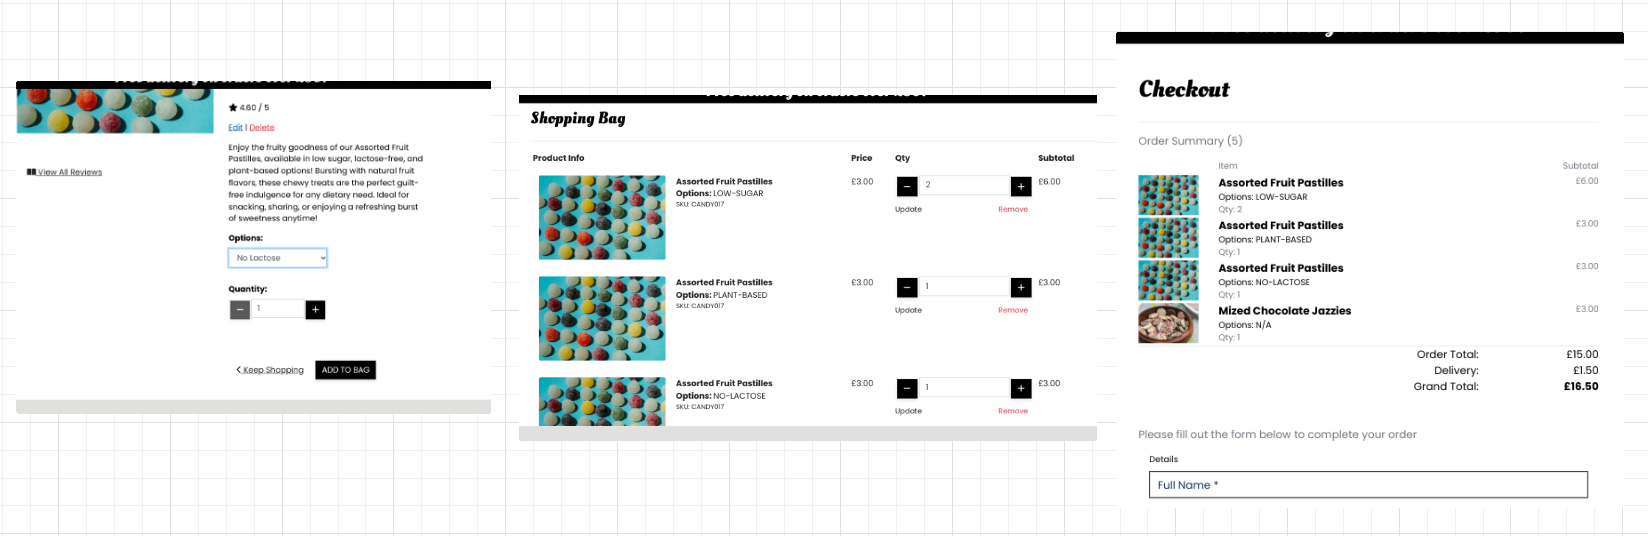 4.60 / 5
Edit | Delete
Enjoy the fruity goodness of our Assorted Fruit
Pastilles, available in low sugar, lactose-free, and
plant-based options! Bursting with natural fruit
flavors, these chewy treats are the perfect guilt-
free indulgence for any dietary need. Ideal for
snacking, sharing, or enjoying a refreshing burst
of sweetness anytime!
View All Reviews
Options:
No Lactose
Quantity:
− 1 +
Keep Shopping ADD TO BAG
Shopping Bag
Product Info Price Qty Subtotal
Assorted Fruit Pastilles £3.00 − 2 + £6.00
Options: LOW-SUGAR
SKU: CANDY017
Update Remove
Assorted Fruit Pastilles £3.00 − 1 + £3.00
Options: PLANT-BASED
SKU: CANDY017
Update Remove
Assorted Fruit Pastilles £3.00 − 1 + £3.00
Options: NO-LACTOSE
SKU: CANDY017
Update Remove
Checkout
Order Summary (5)
Item Subtotal
Assorted Fruit Pastilles £6.00
Options: LOW-SUGAR
Qty: 2
Assorted Fruit Pastilles £3.00
Options: PLANT-BASED
Qty: 1
Assorted Fruit Pastilles £3.00
Options: NO-LACTOSE
Qty: 1
Mized Chocolate Jazzies £3.00
Options: N/A
Qty: 1
Order Total: £15.00
Delivery: £1.50
Grand Total: £16.50
Please fill out the form below to complete your order
Details
Full Name *